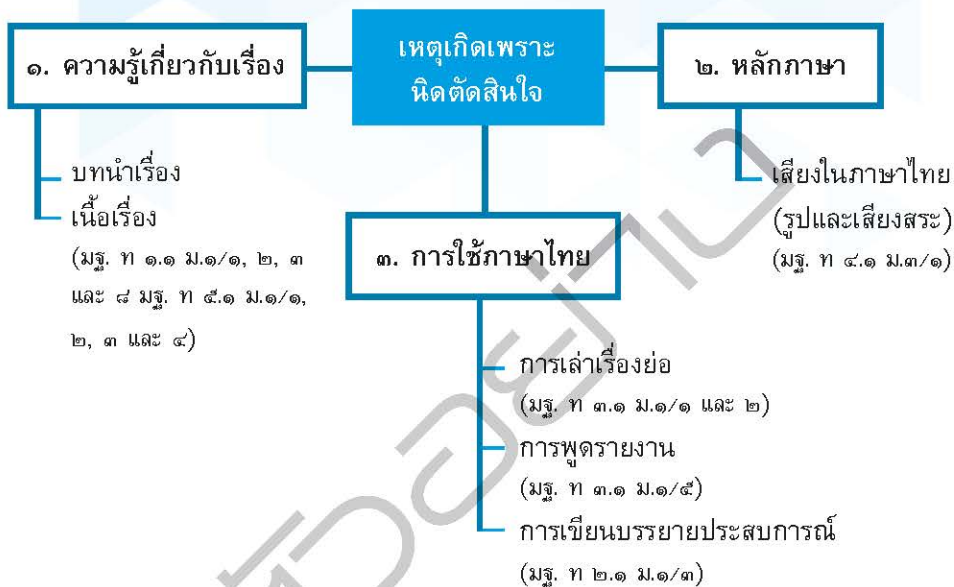 เหตุเกิดเพราะ
นิดตัดสินใจ
๑. ความรู้เกี่ยวกับเรื่อง
บทนำเรื่อง
เนื้อเรื่อง
(มฐ. ท ๑.๑ ม.๑/๑, ๒, ๓
และ ๘ มฐ. ท ๕.๑ ม.๑/๑,
๒, ๓ และ ๔)
๒. หลักภาษา
เสียงในภาษาไทย
(รูปและเสียงสระ)
(มฐ. ท ๔.๑ ม.๓/๑)
๓. การใช้ภาษาไทย
การเล่าเรื่องย่อ
(มฐ. ท ๓.๑ ม.๑/๑ และ ๒)
การพูดรายงาน
(มฐ. ท ๓.๑ ม.๑/๕)
การเขียนบรรยายประสบการณ์
(มฐ. ท ๒.๑ ม.๑/๓)
ตัวอย่าง